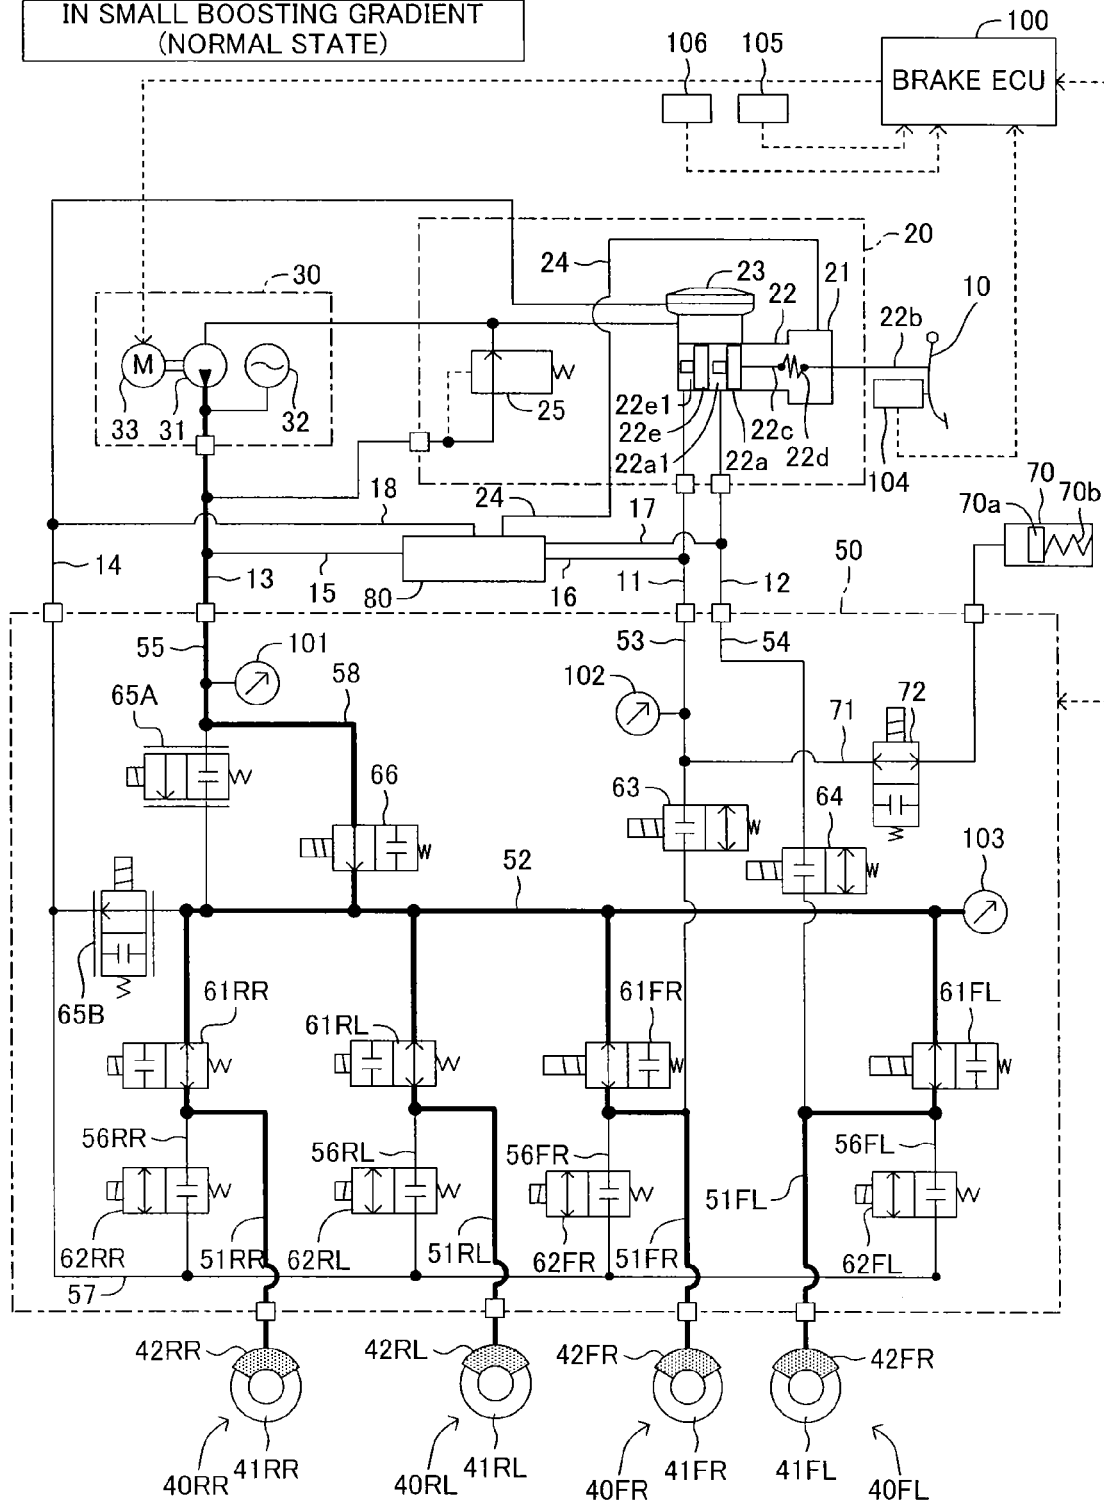 IN SMALL BOOSTING GRADIENT
(NORMAL STATE)
106
105
100
BRAKE ECU
20
24
23
21
30
22
10
22b
M
33
31
32
25
22e1
22e
22a1
22c
22a
22d
104
70
70a
70b
18
24
17
14
13
15
80
16
11
12
50
55
101
53
54
58
102
65A
71
72
66
63
64
52
103
65B
61RR
61RL
61FR
61FL
56RR
56RL
56FR
56FL
51FL
62RR
51RR
62RL
51RL
62FR
51FR
62FL
57
42RR
42RL
42FR
42FR
40RR
41RR
40RL
41RL
40FR
41FR
41FL
40FL